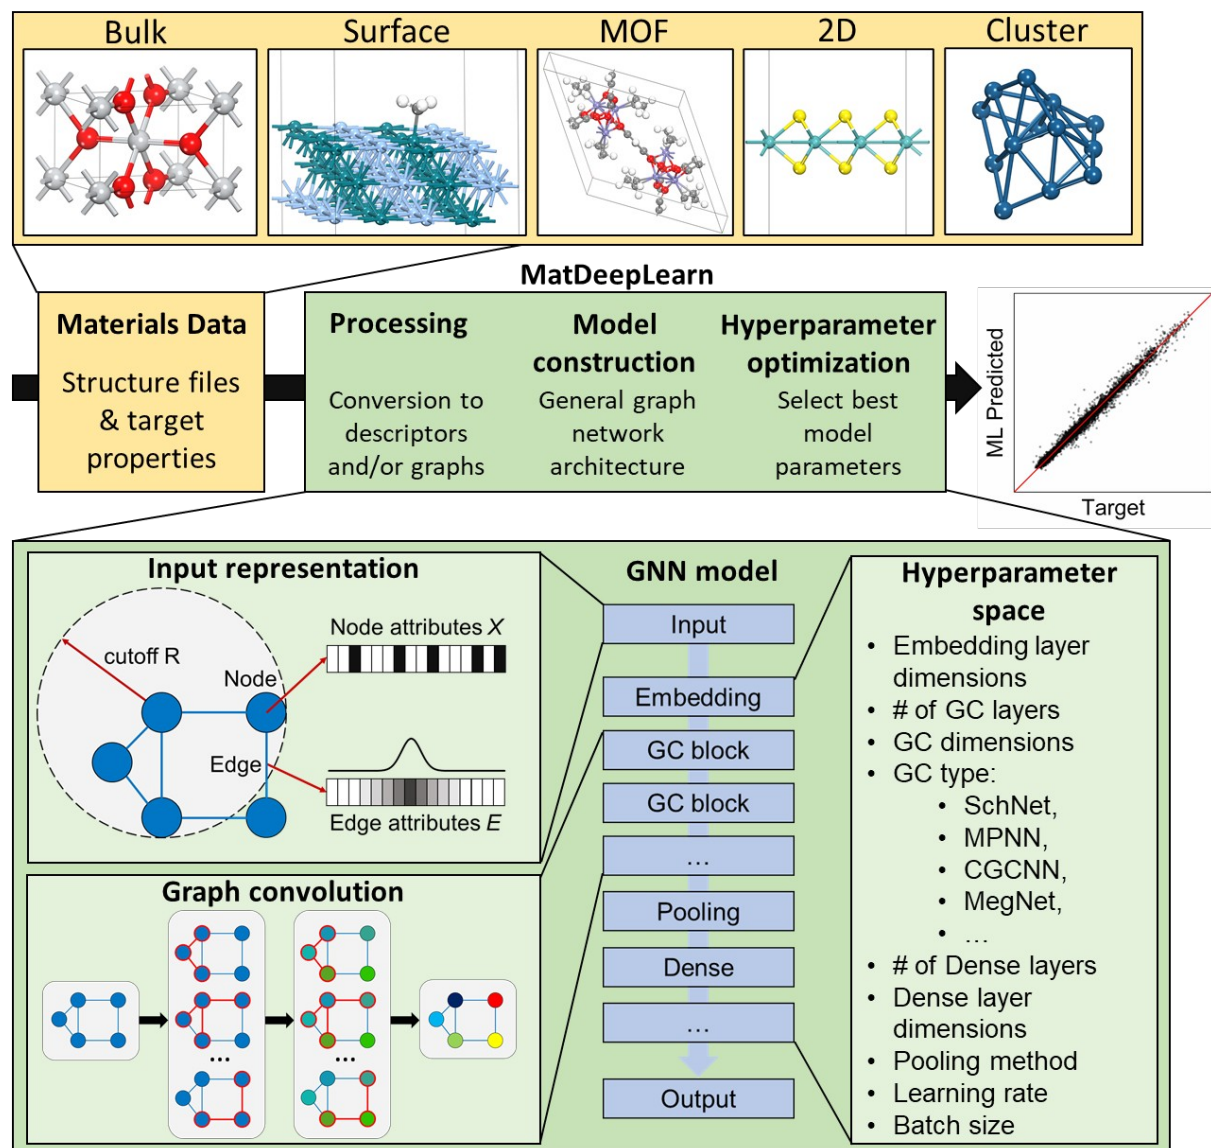 Bulk
Surface
MOF
2D
Cluster
MatDeepLearn
Materials Data
Structure files
& target
properties
Processing
Conversion to
descriptors
and/or graphs
Model
construction
General graph
network
architecture
Hyperparameter
optimization
Select best
model
parameters
ML Predicted
Target
Input representation
cutoff R
Node
Edge
Node attributes X
Edge attributes E
Graph convolution
...
...
GNN model
Input
Embedding
GC block
GC block
...
Pooling
Dense
...
Output
Hyperparameter
space
• Embedding layer
dimensions
• # of GC layers
• GC dimensions
• GC type:
• SchNet,
• MPNN,
• CGCNN,
• MegNet,
• ...
• # of Dense layers
• Dense layer
dimensions
• Pooling method
• Learning rate
• Batch size